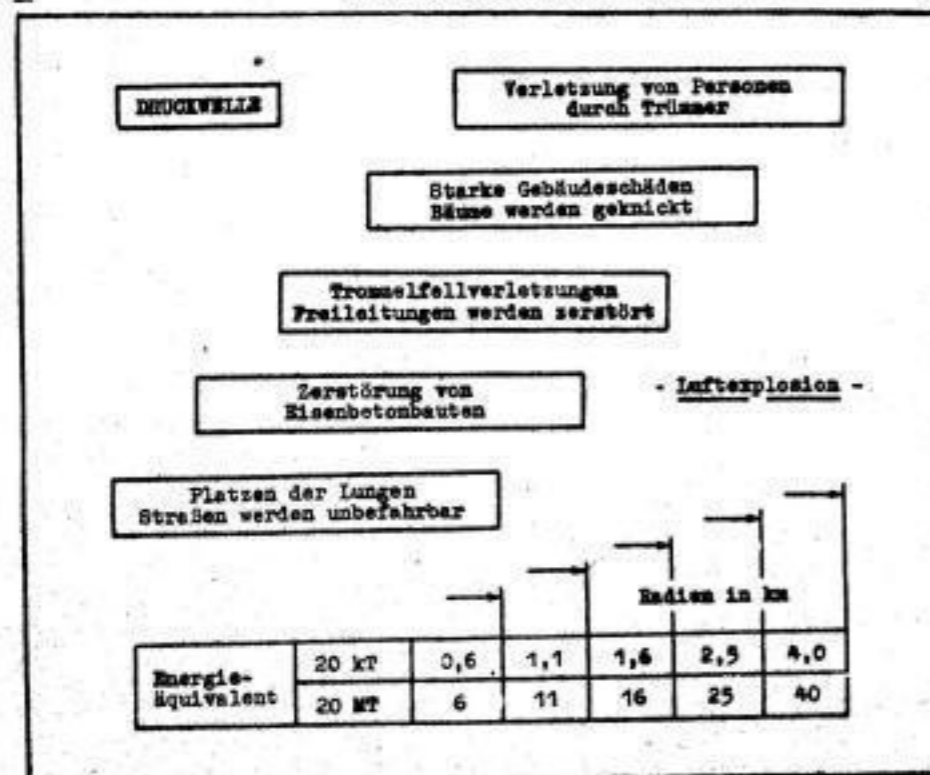 DRUCKWELLE
Verletzung von Personen
durch Trümmer
Starke Gebäudeschäden
Bäume werden geknickt
Trommelfellverletzungen
Freileitungen werden zerstört
Zerstörung von
Eisenbetonbauten
- Luftexplosion -
Platzen der Lungen
Straßen werden unbefahrbar
Radien in km
Energie-
Äquivalent
20 kT 0,6 1,1 1,6 2,5 4,0
20 MT 6 11 16 25 40